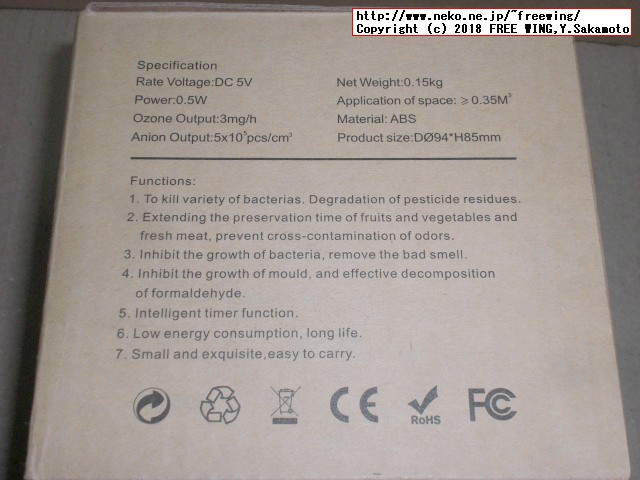 http://www.neko.ne.jp/~freewing/
Copyright (c) 2018 FREE WING,Y.Sakamoto
Specification
Rate Voltage:DC 5V
Net Weight:0.15kg
Power:0.5W
Application of space: ≥0.35M³
Ozone Output:3mg/h
Material: ABS
Anion Output:5x10⁵pcs/cm³
Product size:DØ94*H85mm
Functions:
1. To kill variety of bacterias. Degradation of pesticide residues.
2. Extending the preservation time of fruits and vegetables and
fresh meat, prevent cross-contamination of odors.
3. Inhibit the growth of bacteria, remove the bad smell.
4. Inhibit the growth of mould, and effective decomposition
of formaldehyde.
5. Intelligent timer function.
6. Low energy consumption, long life.
7. Small and exquisite,easy to carry.
CE
RoHS
FC